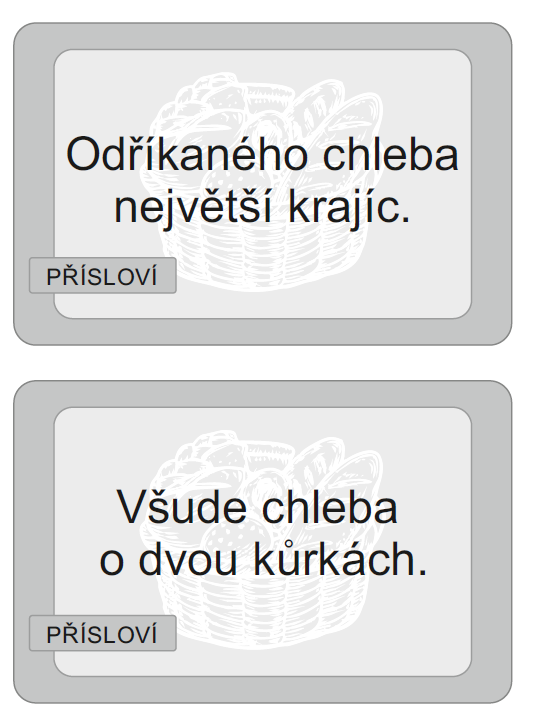 Odříkaného chleba
největší krajíc.
PŘÍSLOVÍ
Všude chleba
o dvou kůrkách.
PŘÍSLOVÍ